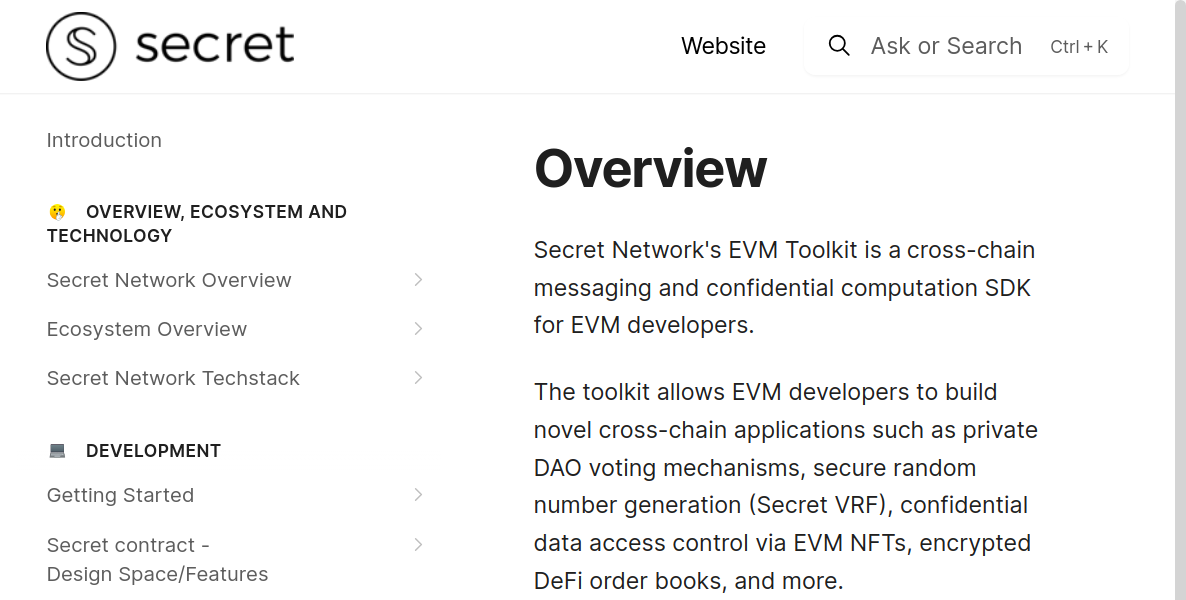 secret
Website
Ask or Search Ctrl + K
Introduction
OVERVIEW, ECOSYSTEM AND
TECHNOLOGY
Secret Network Overview
Ecosystem Overview
Secret Network Techstack
DEVELOPMENT
Getting Started
Secret contract -
Design Space/Features
Overview
Secret Network's EVM Toolkit is a cross-chain
messaging and confidential computation SDK
for EVM developers.
The toolkit allows EVM developers to build
novel cross-chain applications such as private
DAO voting mechanisms, secure random
number generation (Secret VRF), confidential
data access control via EVM NFTs, encrypted
DeFi order books, and more.